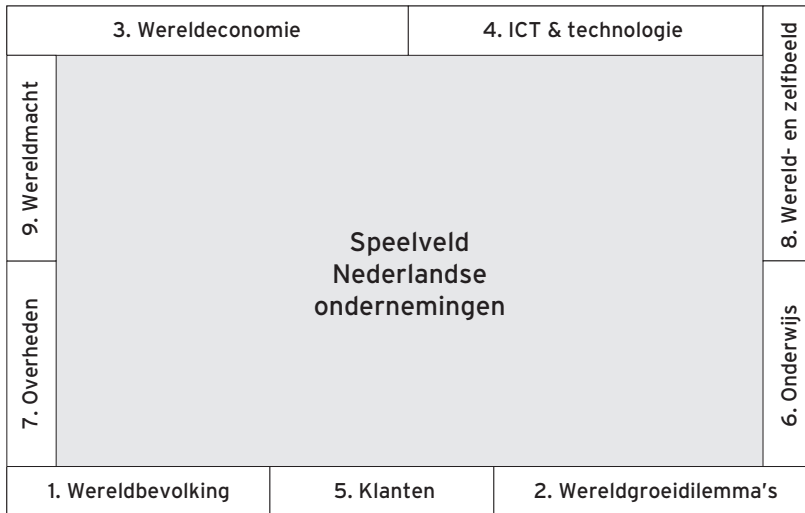 3. Wereldeconomie
4. ICT & technologie
9. Wereldmacht
8. Wereld- en zelfbeeld
Speelveld
Nederlandse
ondernemingen
7. Overheden
6. Onderwijs
1. Wereldbevolking
5. Klanten
2. Wereldgroeidilemma's